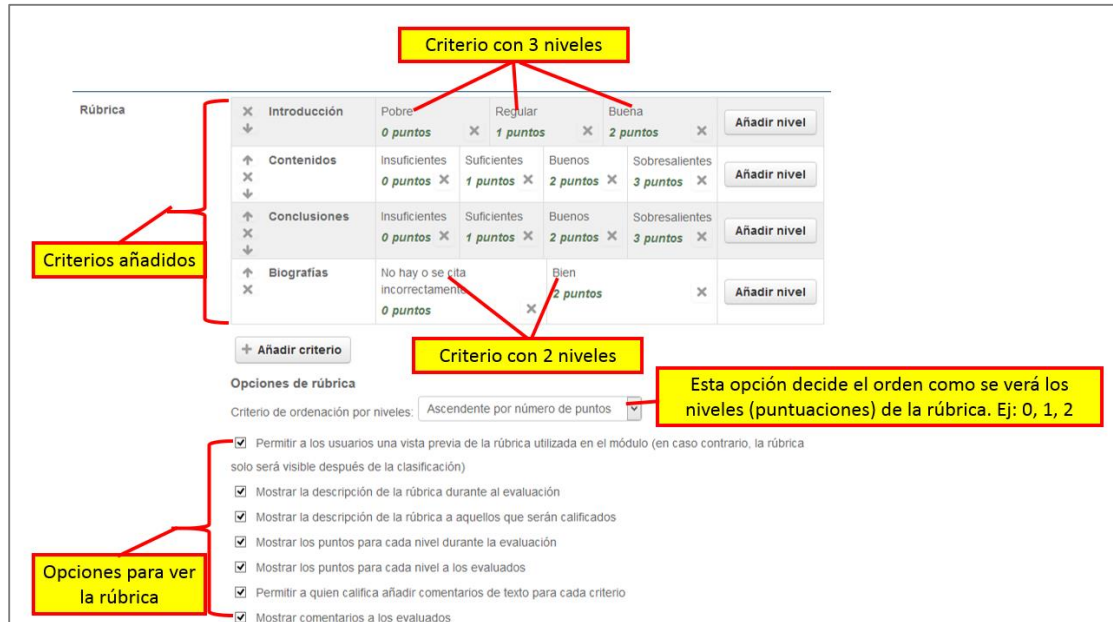 Criterio con 3 niveles
Rúbrica
Introducción
Pobre
0 puntos
Regular
1 puntos
Buena
2 puntos
Añadir nivel
Contenidos
Insuficientes
0 puntos
Suficientes
1 puntos
Buenos
2 puntos
Sobresalientes
3 puntos
Añadir nivel
Conclusiones
Insuficientes
0 puntos
Suficientes
1 puntos
Buenos
2 puntos
Sobresalientes
3 puntos
Añadir nivel
Criterios añadidos
Biografías
No hay o se cita
incorrectamente
0 puntos
Bien
2 puntos
Añadir nivel
+ Añadir criterio
Criterio con 2 niveles
Opciones de rúbrica
Criterio de ordenación por niveles: Ascendente por número de puntos
Esta opción decide el orden como se verá los
niveles (puntuaciones) de la rúbrica. Ej: 0, 1, 2
Permitir a los usuarios una vista previa de la rúbrica utilizada en el módulo (en caso contrario, la rúbrica
solo será visible después de la clasificación)
Mostrar la descripción de la rúbrica durante al evaluación
Mostrar la descripción de la rúbrica a aquellos que serán calificados
Mostrar los puntos para cada nivel durante la evaluación
Mostrar los puntos para cada nivel a los evaluados
Permitir a quien califica añadir comentarios de texto para cada criterio
Mostrar comentarios a los evaluados
Opciones para ver
la rúbrica